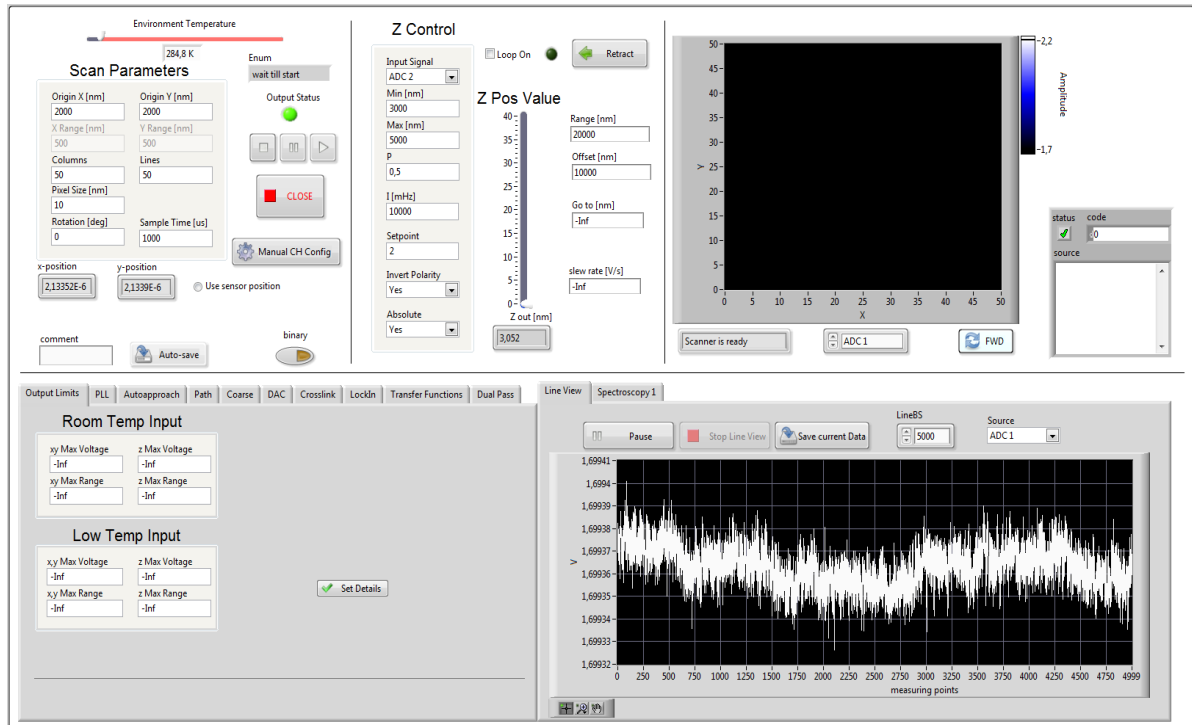 Environment Temperature
284,8 K
Scan Parameters
Enum
wait till start
Origin X [nm]
Origin Y [nm]
2000
2000
Output Status
X Range [nm]
Y Range [nm]
500
500
Columns
Lines
50
50
Pixel Size [nm]
10
CLOSE
Rotation [deg]
Sample Time [us]
0
1000
Manual CH Config
x-position
y-position
2,13352E-6
2,1339E-6
Use sensor position
comment
Auto-save
binary
Z Control
Loop On
Retract
Input Signal
ADC 2
Min [nm]
3000
Max [nm]
5000
P
0,5
I [mHz]
10000
Setpoint
2
Invert Polarity
Yes
Absolute
Yes
Z Pos Value
40
35
30
25
20
15
10
5
0
Z out [nm]
3,052
Range [nm]
20000
Offset [nm]
10000
Go to [nm]
-Inf
slew rate [V/s]
-Inf
50
45
40
35
30
25
20
15
10
5
0
Y
0 5 10 15 20 25 30 35 40 45 50
X
2,2
Amplitude
-1,7
Scanner is ready
ADC 1
FWD
status
code
0
source
Output Limits PLL Autoapproach Path Coarse DAC Crosslink LockIn Transfer Functions Dual Pass
Room Temp Input
xy Max Voltage
z Max Voltage
-Inf
-Inf
xy Max Range
z Max Range
-Inf
-Inf
Low Temp Input
x,y Max Voltage
z Max Voltage
-Inf
-Inf
x,y Max Range
z Max Range
-Inf
-Inf
Set Details
Line View Spectroscopy 1
Pause
Stop Line View
Save current Data
LineBS
5000
Source
ADC 1
1,69941
1,6994
1,69939
1,69938
1,69937
1,69936
1,69935
1,69933
1,69932
V
0 250 500 750 1000 1250 1500 1750 2000 2250 2500 2750 3000 3250 3500 3750 4000 4250 4500 4750 4999
measuring points